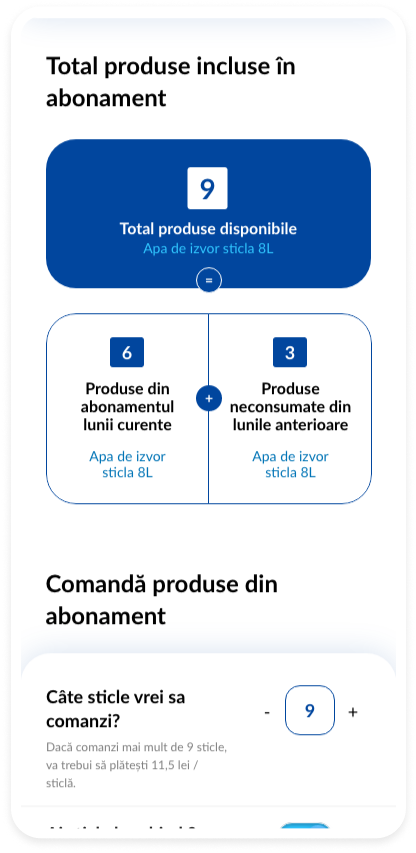 Total produse incluse în
abonament
9
Total produse disponibile
Apa de izvor sticla 8L
=
6
Produse din
abonamentul
lunii curente
Apa de izvor
sticla 8L
+
3
Produse
neconsumate din
lunile anterioare
Apa de izvor
sticla 8L
Comandă produse din
abonament
Câte sticle vrei sa
comanzi?
- 9 +
Dacă comanzi mai mult de 9 sticle,
va trebui să plătești 11,5 lei /
sticlă.